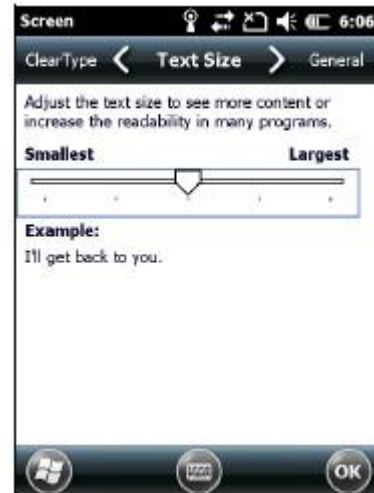 Screen 6:06
ClearType Text Size General
Adjust the text size to see more content or
increase the readability in many programs.
Smallest Largest
Example:
I'll get back to you.
OK